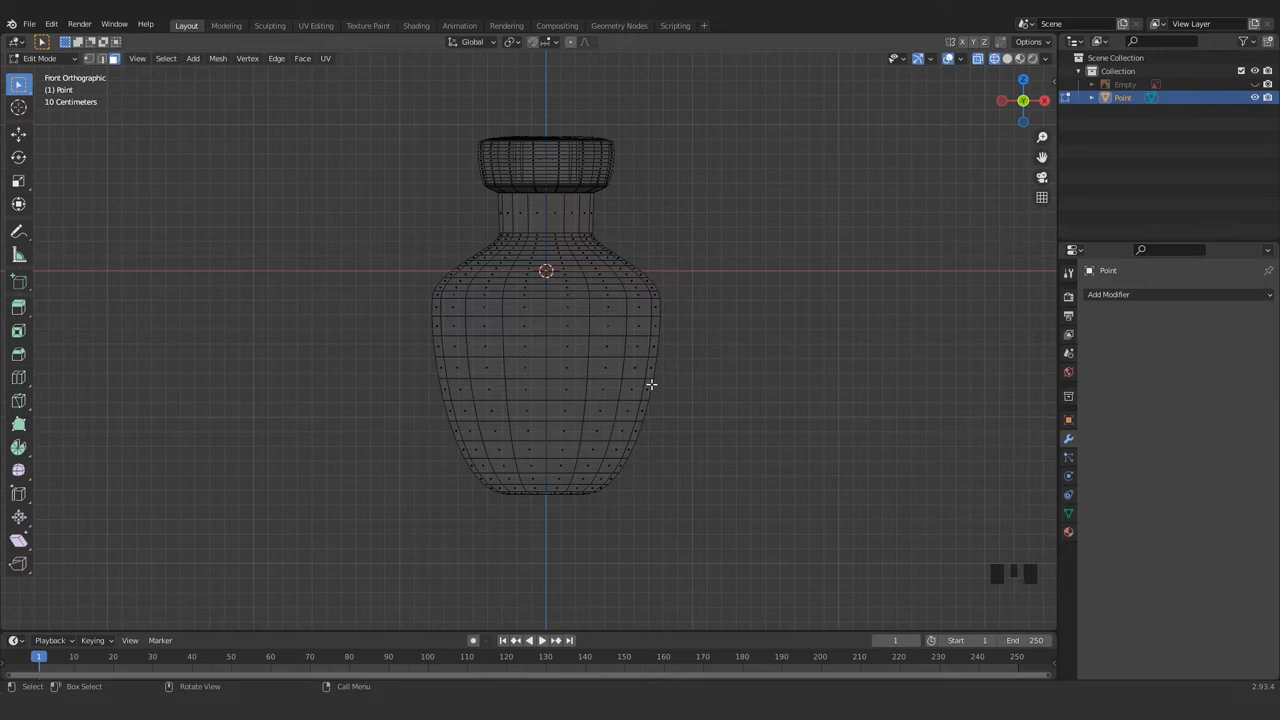 File Edit Render Window Help Layout Modeling Sculpting UV Editing Texture Paint Shading Animation Rendering Compositing Geometry Nodes Scripting + Scene View Layer
Global X Y Z Options
Edit Mode View Select Add Mesh Vertex Edge Face UV
Front Orthographic
(1) Point
10 Centimeters
Z
X
Y
Scene Collection
Collection
Empty
Point
Point
Add Modifier
Playback Keying View Marker 1 Start 1 End 250
1 10 20 30 40 50 60 70 80 90 100 110 120 130 140 150 160 170 180 190 200 210 220 230 240 250
Select Box Select Rotate View Call Menu 2.93.4